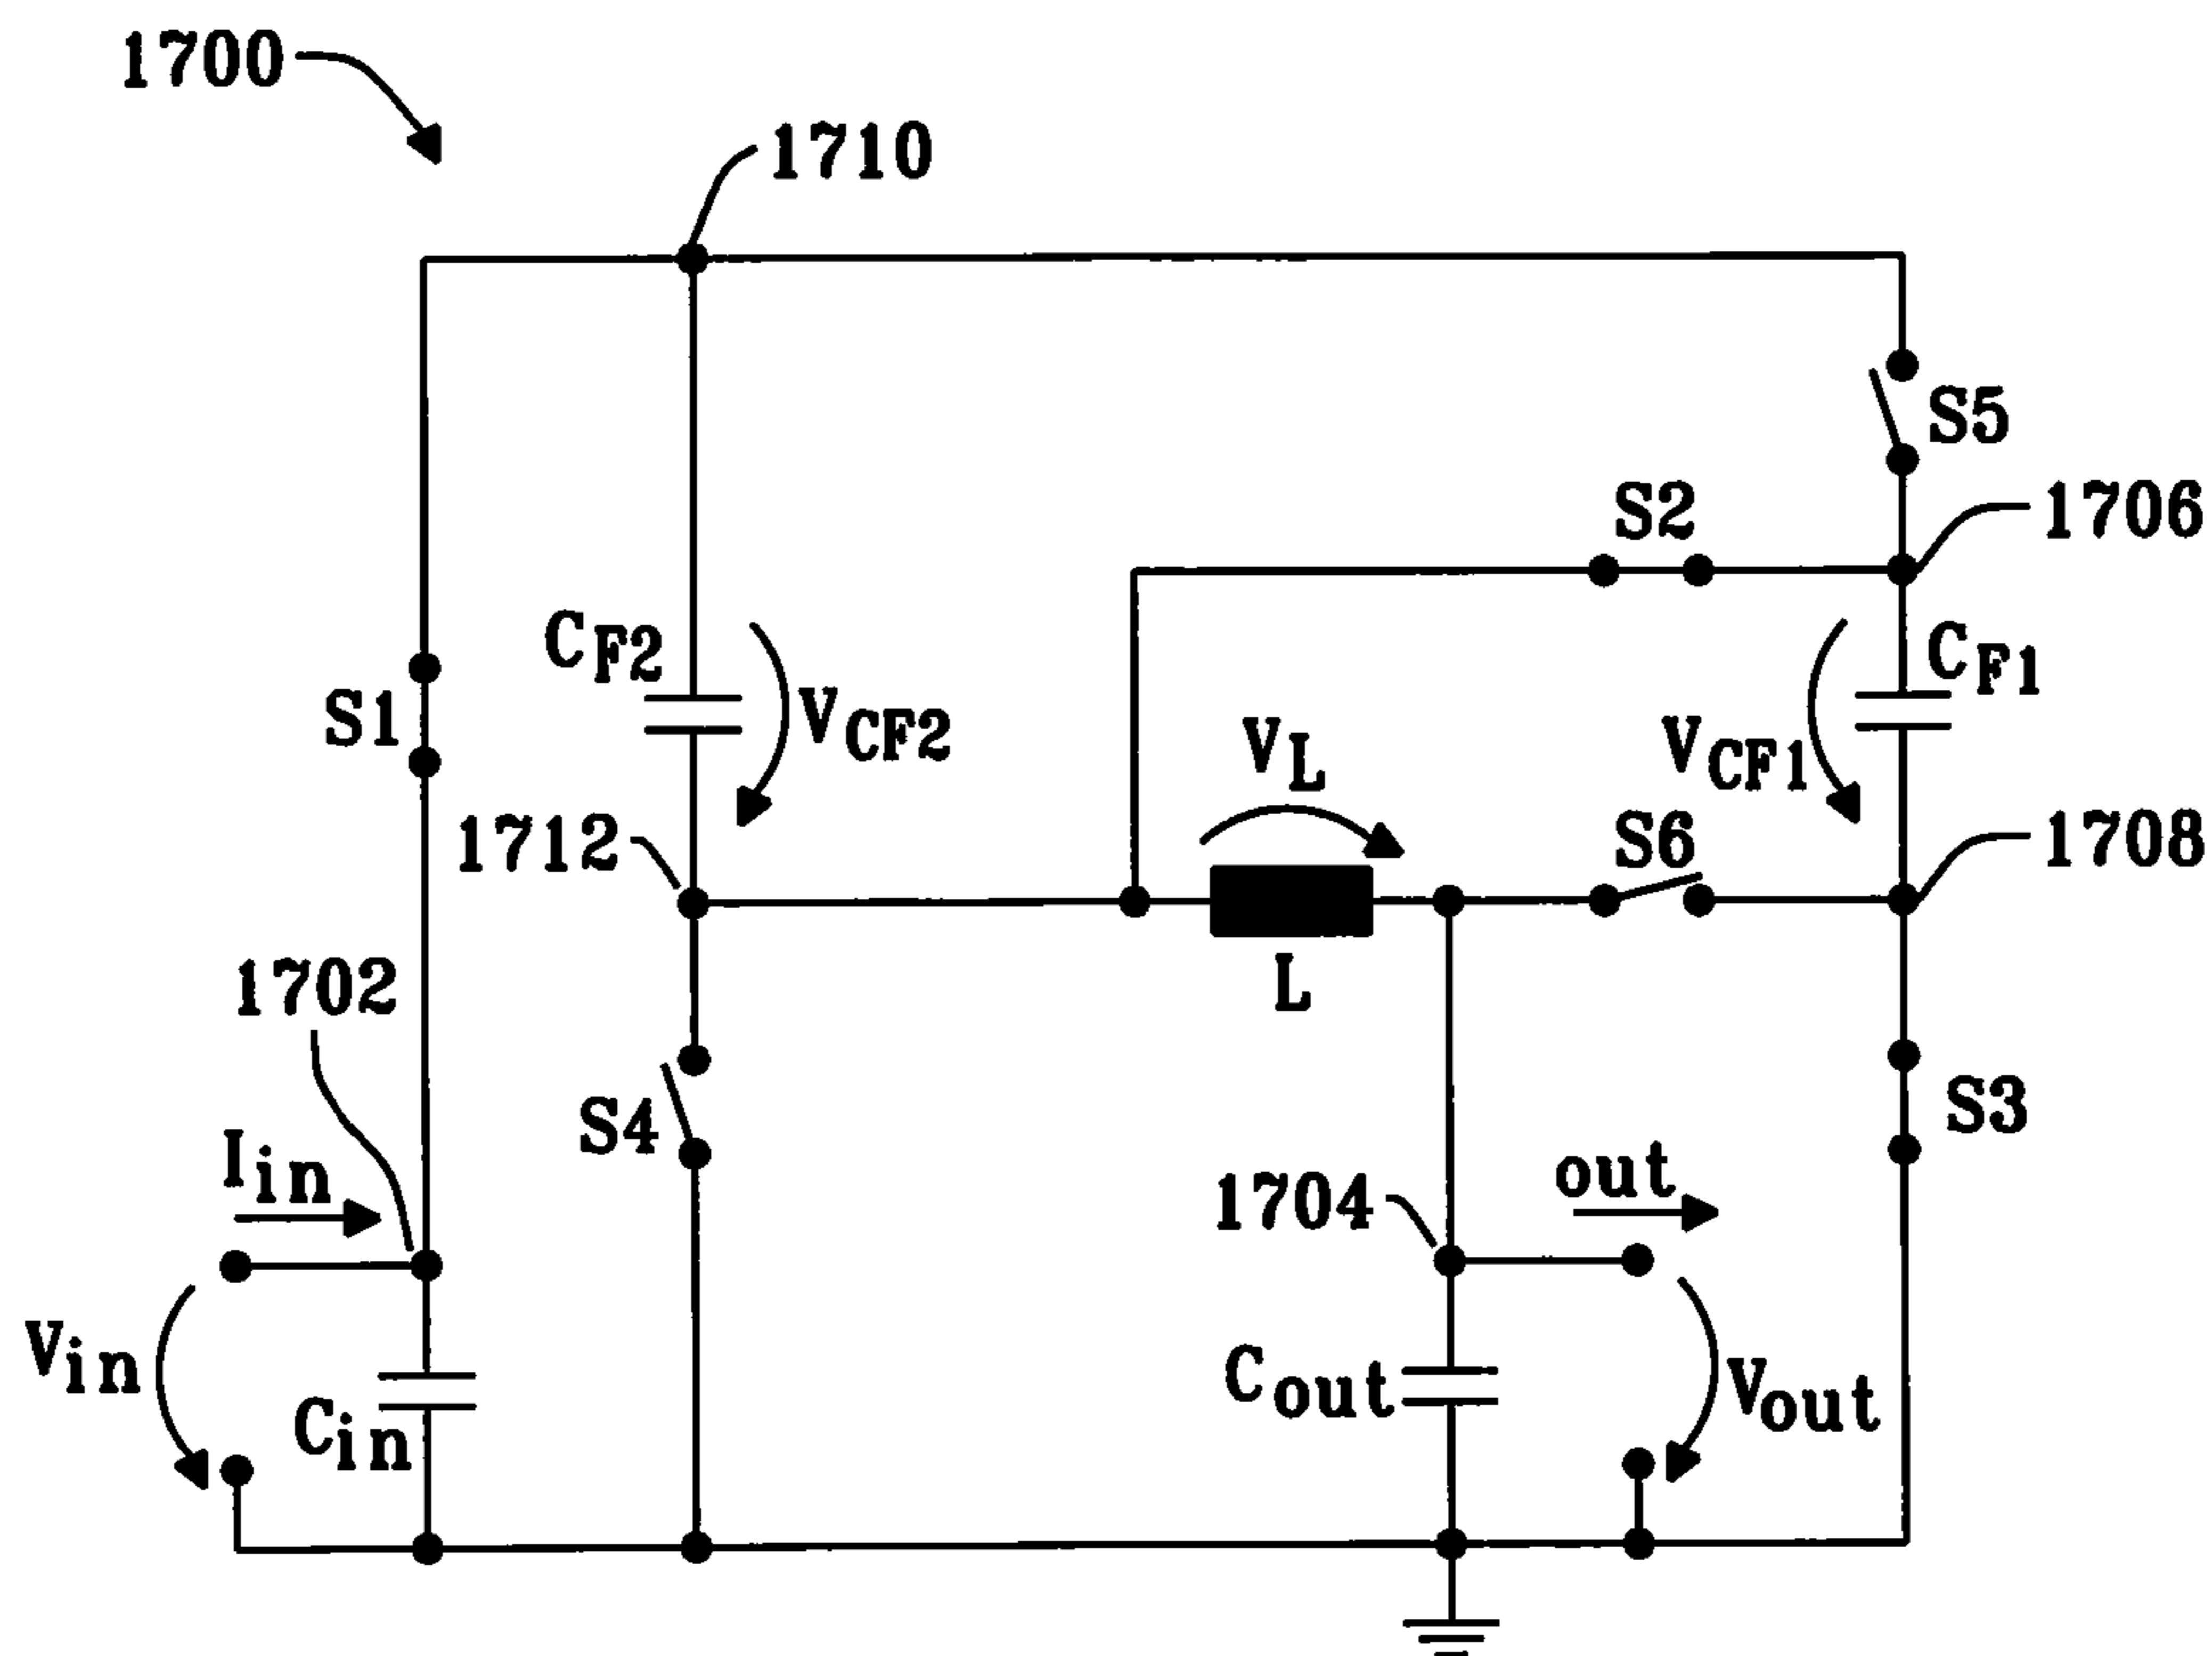 1700
1710
S5
S2
1706
CF2
CF1
S1
VCF2
VL
VCF1
1712
S6
1708
1702
L
S4
S3
Iin
1704
out
Vin
Cin
Cout
Vout